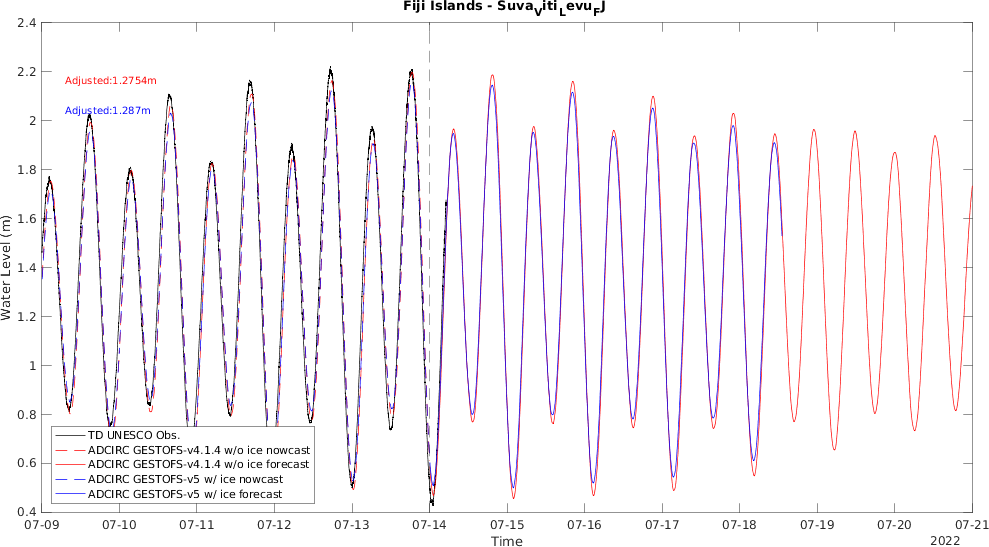 Fiji Islands - SuvaVitiLevuFJ
2.4
2.2
2
1.8
1.6
1.4
1.2
1
0.8
0.6
0.4
Water Level (m)
Adjusted:1.2754m
Adjusted:1.287m
TD UNESCO Obs.
ADCIRC GESTOFS-v4.1.4 w/o ice nowcast
ADCIRC GESTOFS-v4.1.4 w/o ice forecast
ADCIRC GESTOFS-v5 w/ ice nowcast
ADCIRC GESTOFS-v5 w/ ice forecast
07-09 07-10 07-11 07-12 07-13 07-14 07-15 07-16 07-17 07-18 07-19 07-20 07-21
Time
2022